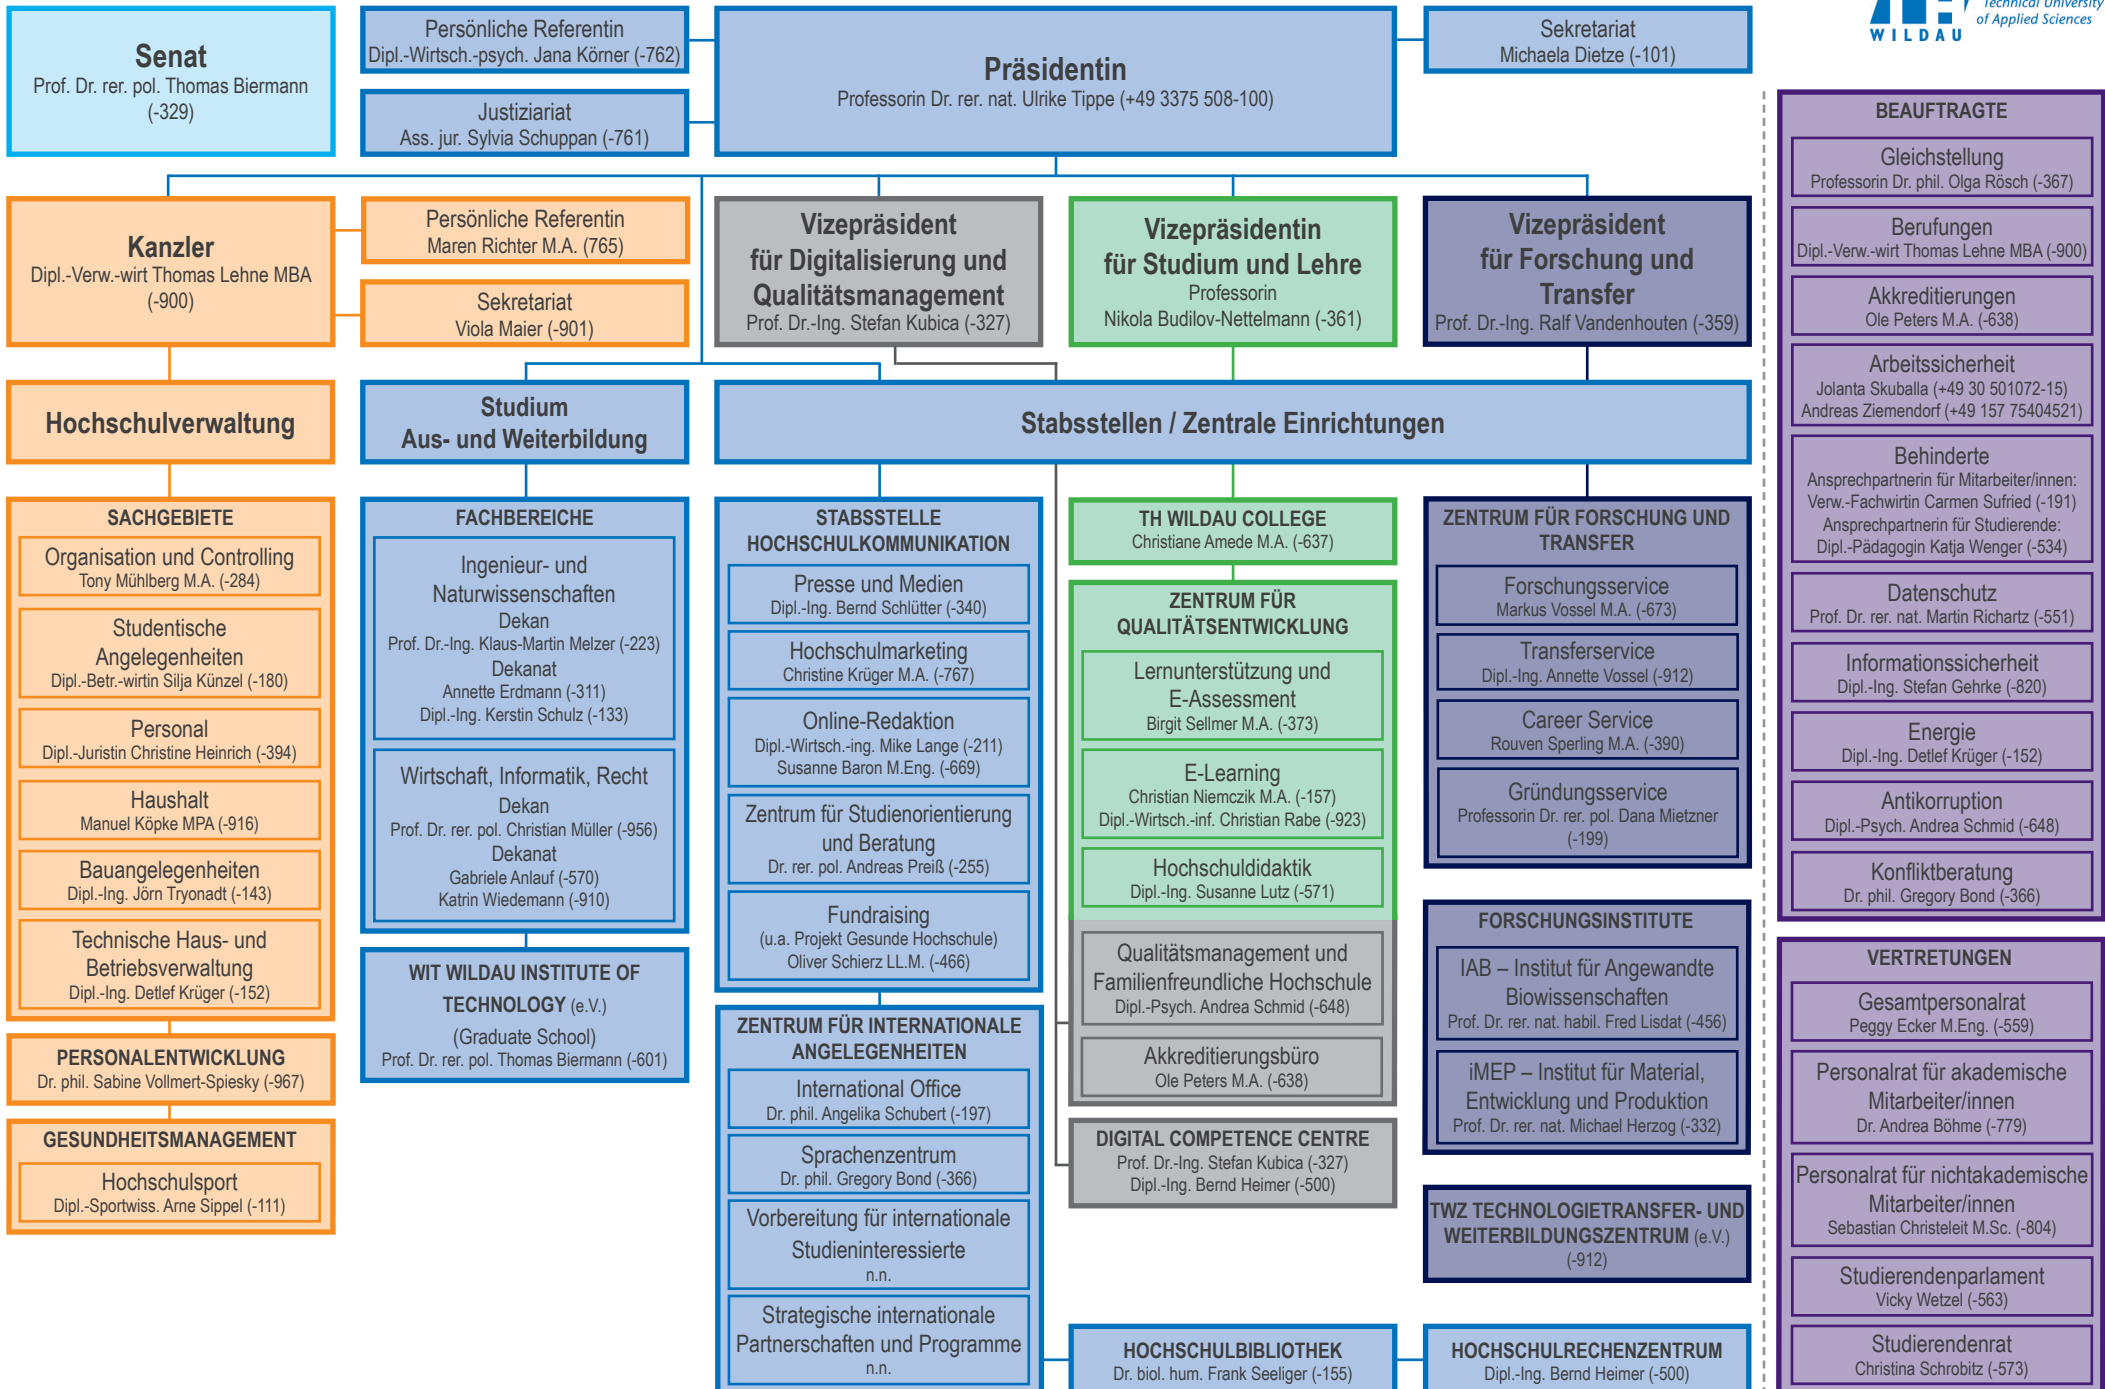 Technical University
of Applied Sciences
WILDAU
Senat
Prof. Dr. rer. pol. Thomas Biermann
(-329)
Persönliche Referentin
Dipl.-Wirtsch.-psych. Jana Körner (-762)
Justiziariat
Ass. jur. Sylvia Schuppan (-761)
Präsidentin
Professorin Dr. rer. nat. Ulrike Tippe (+49 3375 508-100)
Sekretariat
Michaela Dietze (-101)
Kanzler
Dipl.-Verw.-wirt Thomas Lehne MBA
(-900)
Persönliche Referentin
Maren Richter M.A. (765)
Sekretariat
Viola Maier (-901)
Vizepräsident
für Digitalisierung und
Qualitätsmanagement
Prof. Dr.-Ing. Stefan Kubica (-327)
Vizepräsidentin
für Studium und Lehre
Professorin
Nikola Budilov-Nettelmann (-361)
Vizepräsident
für Forschung und
Transfer
Prof. Dr.-Ing. Ralf Vandenhouten (-359)
Hochschulverwaltung
Studium
Aus- und Weiterbildung
Stabsstellen / Zentrale Einrichtungen
SACHGEBIETE
Organisation und Controlling
Tony Mühlberg M.A. (-284)
Studentische
Angelegenheiten
Dipl.-Betr.-wirtin Silja Künzel (-180)
Personal
Dipl.-Juristin Christine Heinrich (-394)
Haushalt
Manuel Köpke MPA (-916)
Bauangelegenheiten
Dipl.-Ing. Jörn Tryonadt (-143)
Technische Haus- und
Betriebsverwaltung
Dipl.-Ing. Detlef Krüger (-152)
PERSONALENTWICKLUNG
Dr. phil. Sabine Vollmert-Spiesky (-967)
GESUNDHEITSMANAGEMENT
Hochschulsport
Dipl.-Sportwiss. Arne Sippel (-111)
FACHBEREICHE
Ingenieur- und
Naturwissenschaften
Dekan
Prof. Dr.-Ing. Klaus-Martin Melzer (-223)
Dekanat
Annette Erdmann (-311)
Dipl.-Ing. Kerstin Schulz (-133)
Wirtschaft, Informatik, Recht
Dekan
Prof. Dr. rer. pol. Christian Müller (-956)
Dekanat
Gabriele Anlauf (-570)
Katrin Wiedemann (-910)
WIT WILDAU INSTITUTE OF
TECHNOLOGY (e.V.)
(Graduate School)
Prof. Dr. rer. pol. Thomas Biermann (-601)
STABSSTELLE
HOCHSCHULKOMMUNIKATION
Presse und Medien
Dipl.-Ing. Bernd Schlütter (-340)
Hochschulmarketing
Christine Krüger M.A. (-767)
Online-Redaktion
Dipl.-Wirtsch.-ing. Mike Lange (-211)
Susanne Baron M.Eng. (-669)
Zentrum für Studienorientierung
und Beratung
Dr. rer. pol. Andreas Preiß (-255)
Fundraising
(u.a. Projekt Gesunde Hochschule)
Oliver Schierz LL.M. (-466)
ZENTRUM FÜR INTERNATIONALE
ANGELEGENHEITEN
International Office
Dr. phil. Angelika Schubert (-197)
Sprachenzentrum
Dr. phil. Gregory Bond (-366)
Vorbereitung für internationale
Studieninteressierte
n.n.
Strategische internationale
Partnerschaften und Programme
n.n.
TH WILDAU COLLEGE
Christiane Amede M.A. (-637)
ZENTRUM FÜR
QUALITÄTSENTWICKLUNG
Lernunterstützung und
E-Assessment
Birgit Sellmer M.A. (-373)
E-Learning
Christian Niemczik M.A. (-157)
Dipl.-Wirtsch.-inf. Christian Rabe (-923)
Hochschuldidaktik
Dipl.-Ing. Susanne Lutz (-571)
Qualitätsmanagement und
Familienfreundliche Hochschule
Dipl.-Psych. Andrea Schmid (-648)
Akkreditierungsbüro
Ole Peters M.A. (-638)
DIGITAL COMPETENCE CENTRE
Prof. Dr.-Ing. Stefan Kubica (-327)
Dipl.-Ing. Bernd Heimer (-500)
HOCHSCHULBIBLIOTHEK
Dr. biol. hum. Frank Seeliger (-155)
ZENTRUM FÜR FORSCHUNG UND
TRANSFER
Forschungsservice
Markus Vossel M.A. (-673)
Transferservice
Dipl.-Ing. Annette Vossel (-912)
Career Service
Rouven Sperling M.A. (-390)
Gründungsservice
Professorin Dr. rer. pol. Dana Mietzner
(-199)
FORSCHUNGSINSTITUTE
IAB – Institut für Angewandte
Biowissenschaften
Prof. Dr. rer. nat. habil. Fred Lisdat (-456)
iMEP – Institut für Material,
Entwicklung und Produktion
Prof. Dr. rer. nat. Michael Herzog (-332)
TWZ TECHNOLOGIETRANSFER- UND
WEITERBILDUNGSZENTRUM (e.V.)
(-912)
HOCHSCHULRECHENZENTRUM
Dipl.-Ing. Bernd Heimer (-500)
BEAUFTRAGTE
Gleichstellung
Professorin Dr. phil. Olga Rösch (-367)
Berufungen
Dipl.-Verw.-wirt Thomas Lehne MBA (-900)
Akkreditierungen
Ole Peters M.A. (-638)
Arbeitssicherheit
Jolanta Skuballa (+49 30 501072-15)
Andreas Ziemendorf (+49 157 75404521)
Behinderte
Ansprechpartnerin für Mitarbeiter/innen:
Verw.-Fachwirtin Carmen Sufried (-191)
Ansprechpartnerin für Studierende:
Dipl.-Pädagogin Katja Wenger (-534)
Datenschutz
Prof. Dr. rer. nat. Martin Richartz (-551)
Informationssicherheit
Dipl.-Ing. Stefan Gehrke (-820)
Energie
Dipl.-Ing. Detlef Krüger (-152)
Antikorruption
Dipl.-Psych. Andrea Schmid (-648)
Konfliktberatung
Dr. phil. Gregory Bond (-366)
VERTRETUNGEN
Gesamtpersonalrat
Peggy Ecker M.Eng. (-559)
Personalrat für akademische
Mitarbeiter/innen
Dr. Andrea Böhme (-779)
Personalrat für nichtakademische
Mitarbeiter/innen
Sebastian Christeleit M.Sc. (-804)
Studierendenparlament
Vicky Wetzel (-563)
Studierendenrat
Christina Schrobitz (-573)